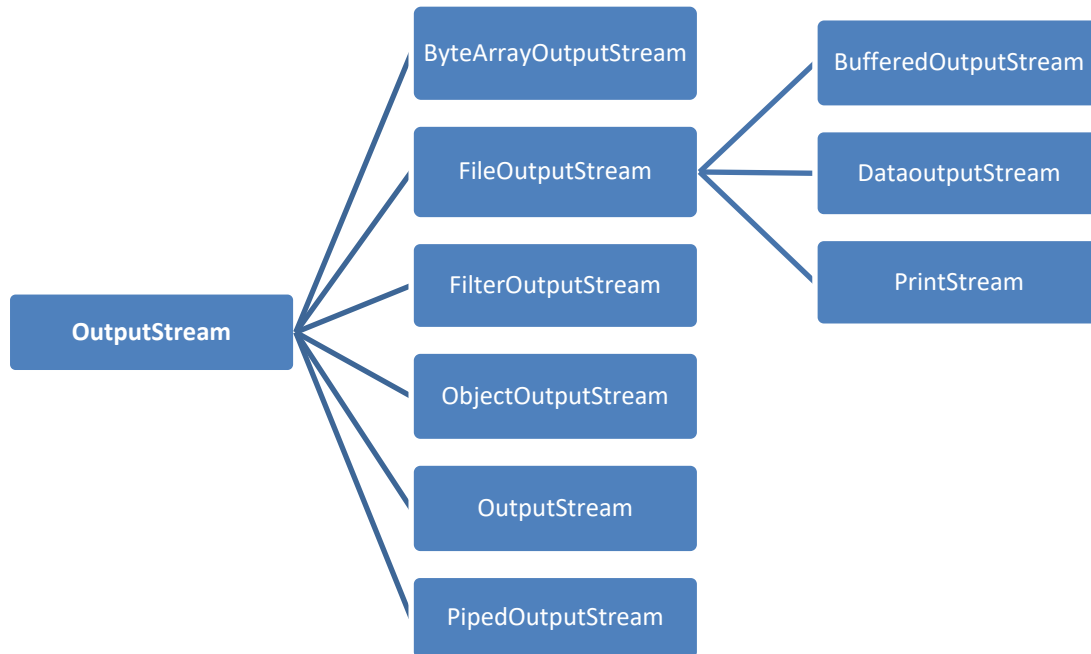 OutputStream
ByteArrayOutputStream
FileOutputStream
FilterOutputStream
ObjectOutputStream
OutputStream
PipedOutputStream
BufferedOutputStream
DataoutputStream
PrintStream